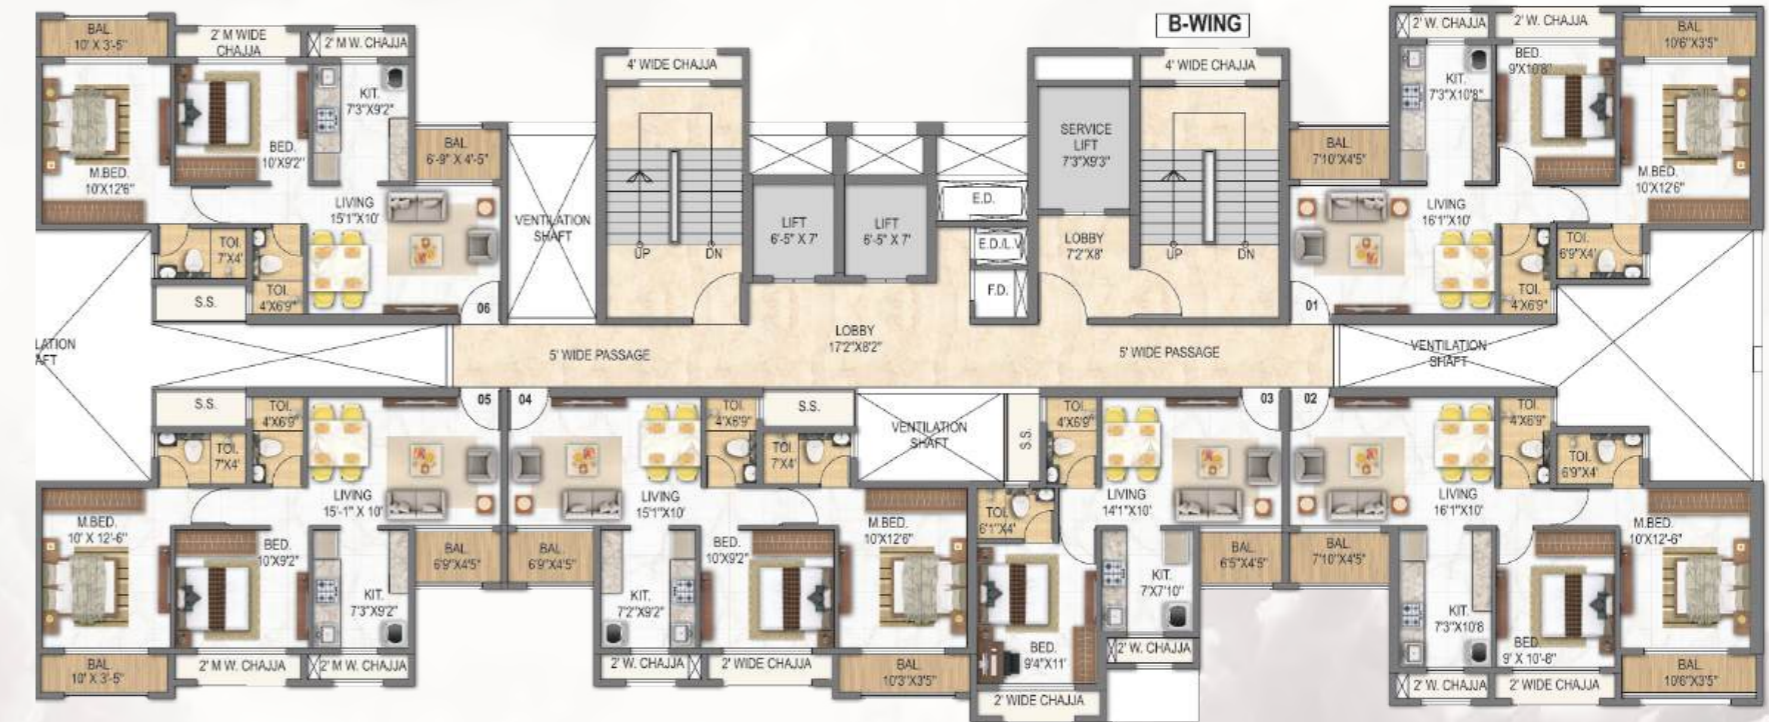 B-WING
BAL.
10' X 3'-5"
2' M WIDE
CHAJJA
2' M W. CHAJJA
4' WIDE CHAJJA
4' WIDE CHAJJA
2' W. CHAJJA
2' W. CHAJJA
BAL.
10'6"X3'5"
M.BED.
10'X12'6"
BED.
10'X9'2"
KIT.
7'3"X9'2"
BAL.
6'-9" X 4'-5"
LIVING
15'1"X10'
TOI.
7'X4'
TOI.
4'X6'9"
S.S.
06
VENTILATION
SHAFT
UP
DN
LIFT
6'-5" X 7'
LIFT
6'-5" X 7'
E.D.
E.D./L.V
F.D.
SERVICE
LIFT
7'3"X9'3"
LOBBY
7'2"X8'
UP
DN
BAL.
7'10"X4'5"
KIT.
7'3"X10'8"
BED.
9'X10'8"
M.BED.
10'X12'6"
LIVING
16'1"X10'
TOI.
6'9"X4'
TOI.
4'X6'9"
01
LATION
AFT
5' WIDE PASSAGE
LOBBY
17'2"X8'2"
5' WIDE PASSAGE
VENTILATION
SHAFT
S.S.
TOI.
4'X6'9"
TOI.
7'X4'
05
LIVING
15'-1" X 10'
M.BED.
10' X 12'-6"
BED.
10'X9'2"
KIT.
7'3"X9'2"
BAL.
6'9"X4'5"
BAL.
10' X 3'-5"
2' M W. CHAJJA
2' M W. CHAJJA
04
TOI.
4'X6'9"
S.S.
TOI.
7'X4'
VENTILATION
SHAFT
LIVING
15'1"X10'
BAL.
6'9"X4'5"
KIT.
7'2"X9'2"
BED.
10'X9'2"
M.BED.
10'X12'6"
2' W. CHAJJA
2' WIDE CHAJJA
BAL.
10'3"X3'5"
S.S.
TOI.
4'X6'9"
03
TOI.
6'1"X4'
LIVING
14'1"X10'
BAL.
6'5"X4'5"
KIT.
7'X7'10"
BED.
9'4"X11'
2' W. CHAJJA
2' WIDE CHAJJA
02
TOI.
4'X6'9"
TOI.
6'9"X4'
LIVING
16'1"X10'
BAL.
7'10"X4'5"
M.BED.
10'X12'-6"
KIT.
7'3"X10'8
BED.
9' X 10'-8"
2' W. CHAJJA
2' WIDE CHAJJA
BAL.
10'6"X3'5"